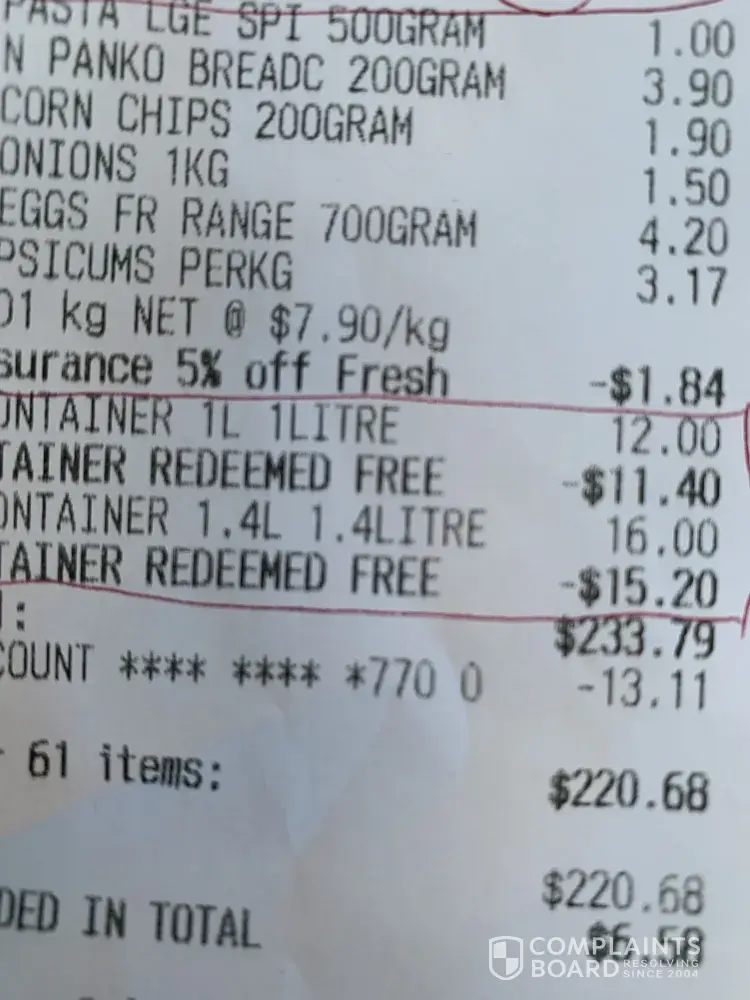 PASTA LGE SPI 500GRAM 1.00
N PANKO BREADC 200GRAM 3.90
CORN CHIPS 200GRAM 1.90
ONIONS 1KG 1.50
EGGS FR RANGE 700GRAM 4.20
PSICUMS PERKG 3.17
01 kg NET @ $7.90/kg
surance 5% off Fresh -$1.84
ONTAINER 1L 1LITRE 12.00
TAINER REDEEMED FREE -$11.40
ONTAINER 1.4L 1.4LITRE 16.00
TAINER REDEEMED FREE -$15.20
: $233.79
COUNT **** **** *770 0 -13.11
61 items: $220.68
$220.68
DED IN TOTAL
COMPLAINTS
BOARD RESOLVING
SINCE 2004